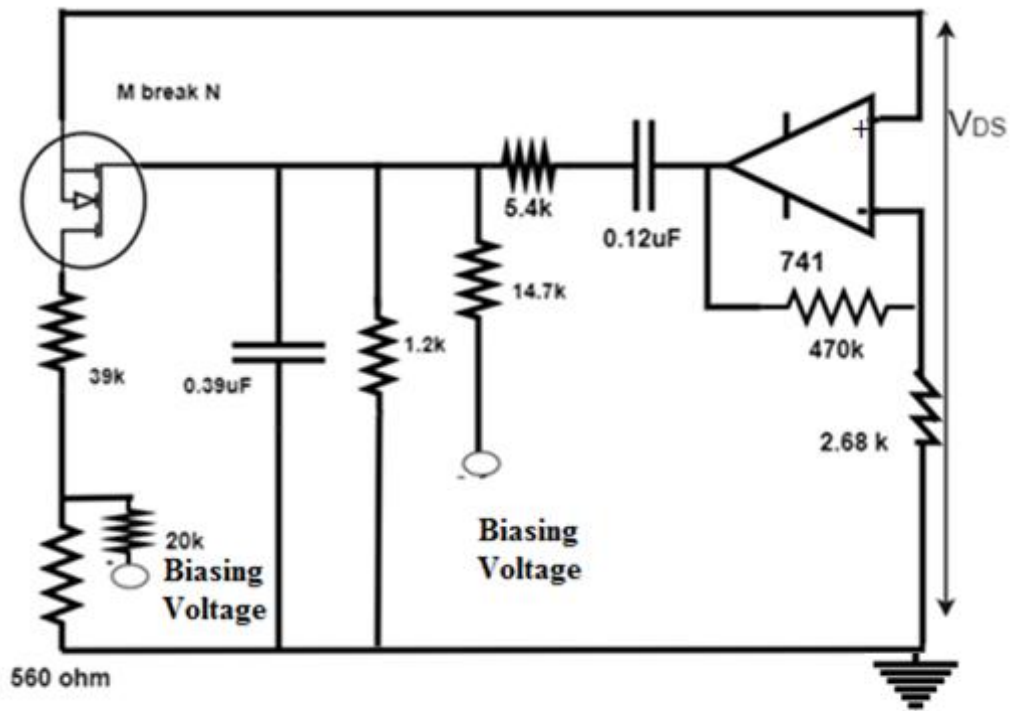 M break N
VDS
+
5.4k
0.12uF
-
741
14.7k
470k
1.2k
39k
0.39uF
2.68 k
20k
Biasing
Voltage
Biasing
Voltage
560 ohm